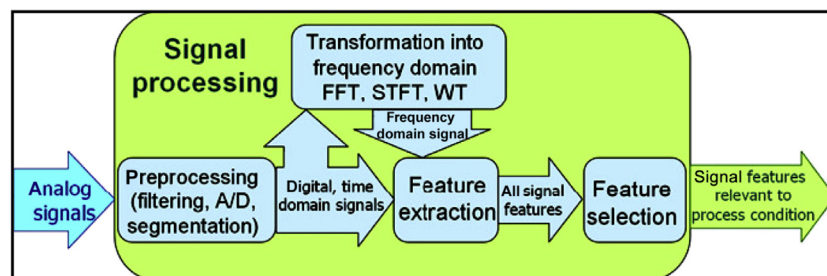 Signal
processing
Transformation into
frequency domain
FFT, STFT, WT
Frequency
domain signal
Analog
signals
Preprocessing
(filtering, A/D,
segmentation)
Digital, time
domain signals
Feature
extraction
All signal
features
Feature
selection
Signal features
relevant to
process condition